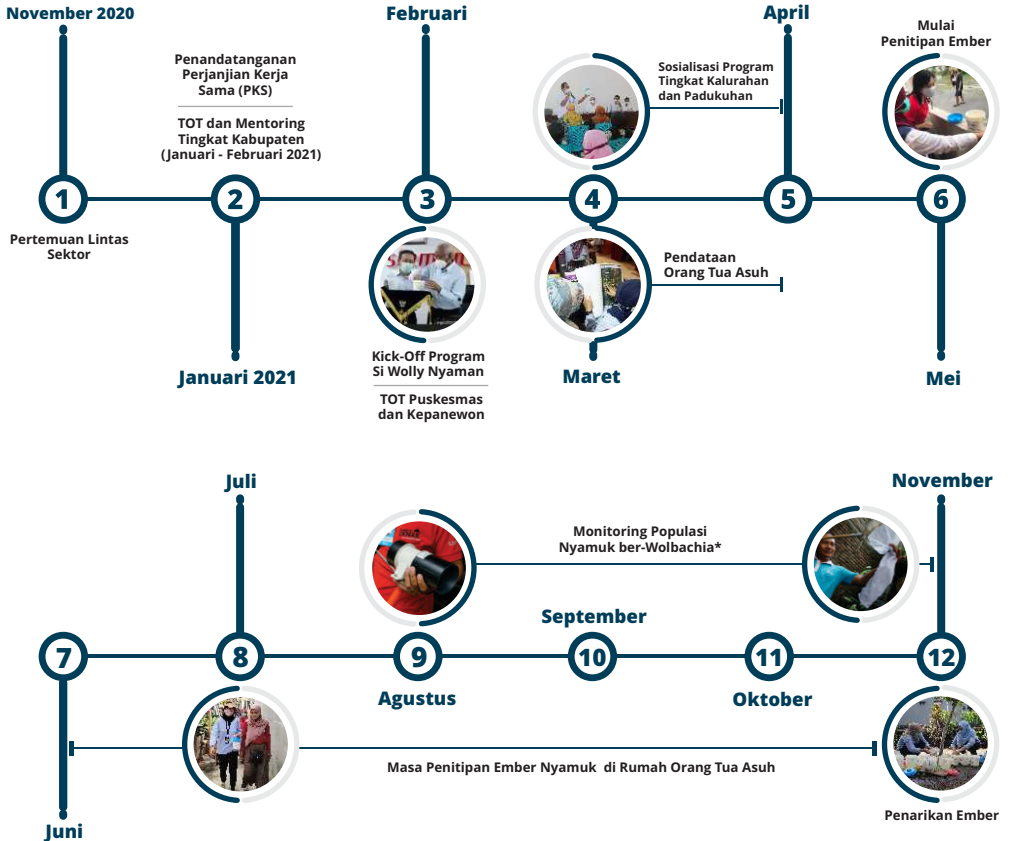 November 2020
Februari
April
Mulai
Penitipan Ember
Penandatanganan
Perjanjian Kerja
Sama (PKS)
TOT dan Mentoring
Tingkat Kabupaten
(Januari - Februari 2021)
Sosialisasi Program
Tingkat Kalurahan
dan Padukuhan
1
2
3
4
5
6
Pertemuan Lintas
Sektor
Pendataan
Orang Tua Asuh
Januari 2021
Kick-Off Program
Si Wolly Nyaman
TOT Puskesmas
dan Kepanewon
Maret
Mei
Juli
November
Monitoring Populasi
Nyamuk ber-Wolbachia*
September
7
8
9
10
11
12
Agustus
Oktober
Masa Penitipan Ember Nyamuk di Rumah Orang Tua Asuh
Penarikan Ember
Juni